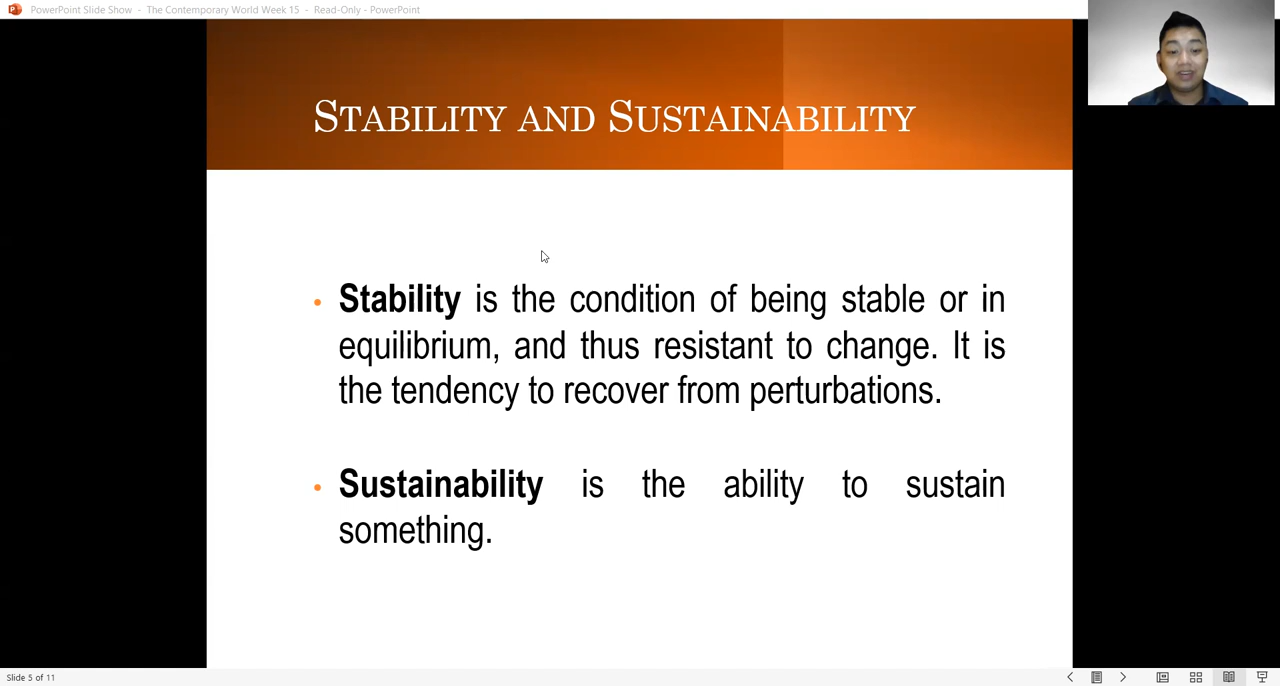 PowerPoint Slide Show - The Contemporary World Week 15 - Read-Only - PowerPoint
STABILITY AND SUSTAINABILITY
• Stability is the condition of being stable or in
equilibrium, and thus resistant to change. It is
the tendency to recover from perturbations.
• Sustainability is the ability to sustain
something.
Slide 5 of 11